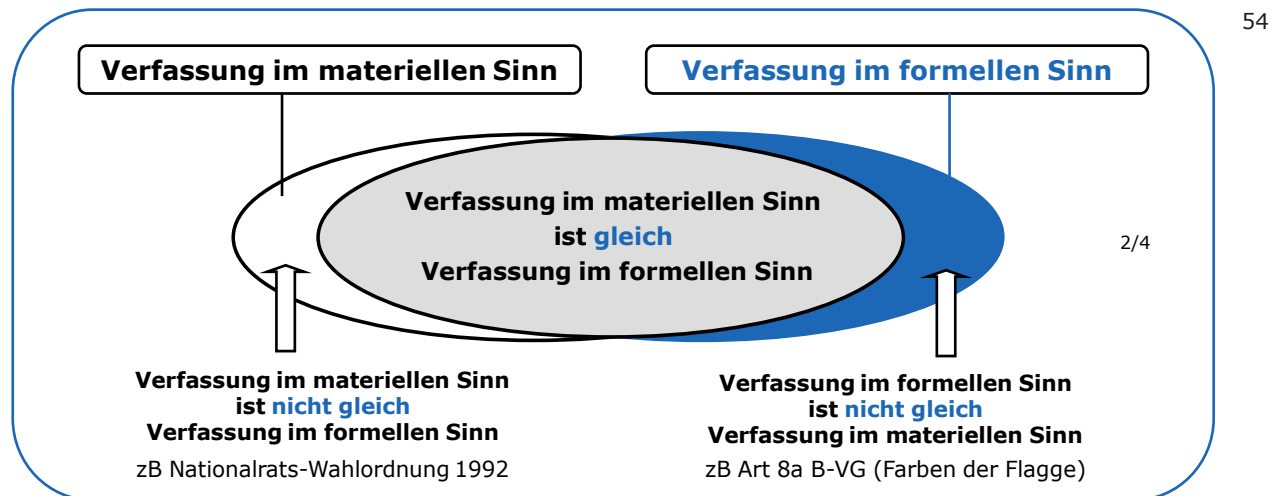 54
Verfassung im materiellen Sinn
Verfassung im formellen Sinn
Verfassung im materiellen Sinn
ist gleich
Verfassung im formellen Sinn
2/4
Verfassung im materiellen Sinn
ist nicht gleich
Verfassung im formellen Sinn
zB Nationalrats-Wahlordnung 1992
Verfassung im formellen Sinn
ist nicht gleich
Verfassung im materiellen Sinn
zB Art 8a B-VG (Farben der Flagge)